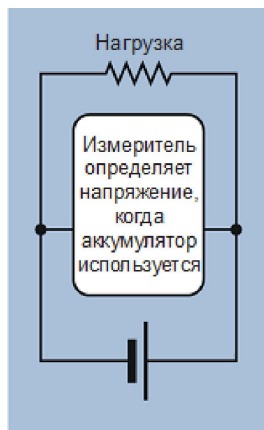 Нагрузка
Измеритель
определяет
напряжение,
когда
аккумулятор
используется